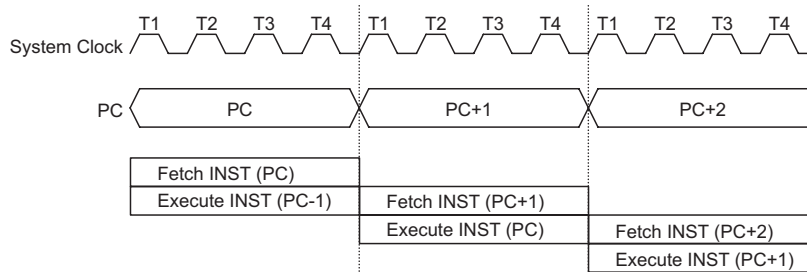 T1 T2 T3 T4 T1 T2 T3 T4 T1 T2 T3 T4
System Clock
PC PC PC+1 PC+2
Fetch INST (PC)
Execute INST (PC-1) Fetch INST (PC+1)
Execute INST (PC) Fetch INST (PC+2)
Execute INST (PC+1)